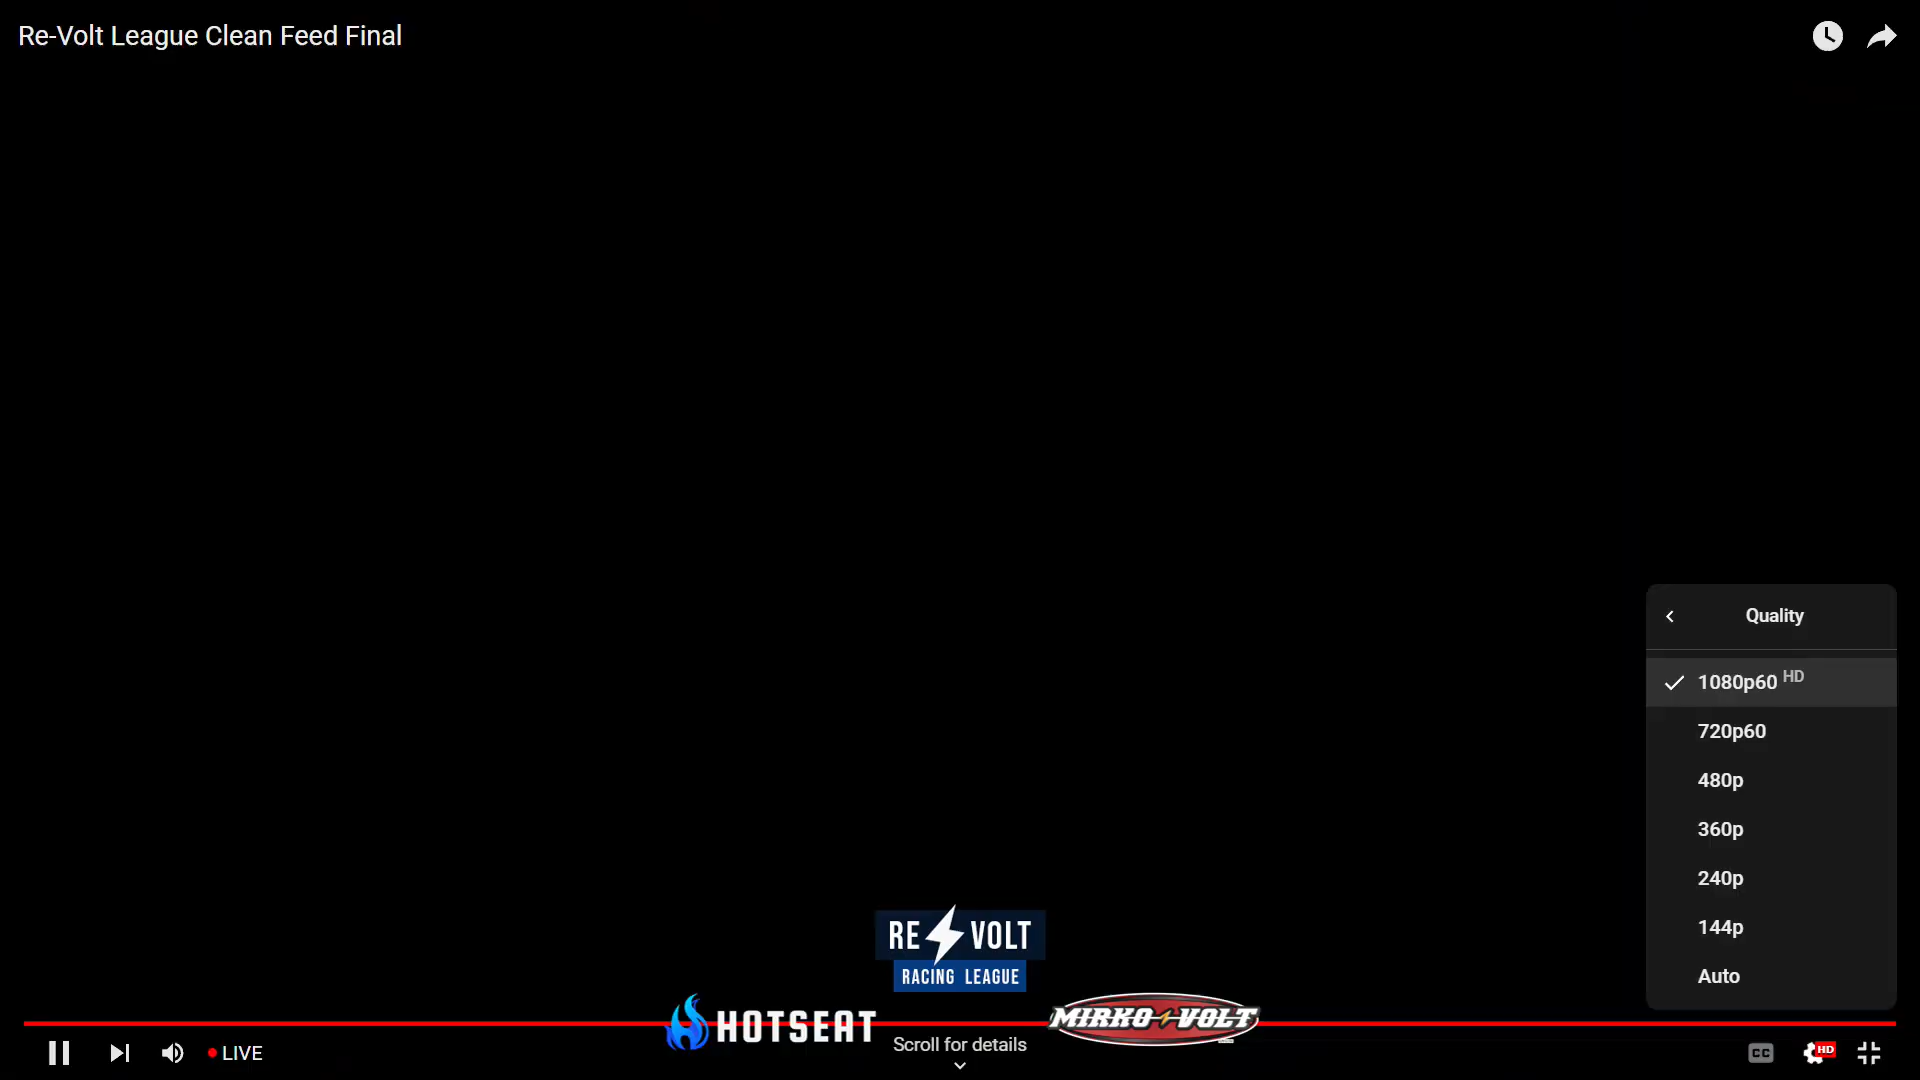 Re-Volt League Clean Feed Final
Quality
1080p60 HD
720p60
480p
360p
240p
144p
Auto
RE VOLT
RACING LEAGUE
HOTSEAT
MIRKO VOLT
Scroll for details
LIVE
CC
HD